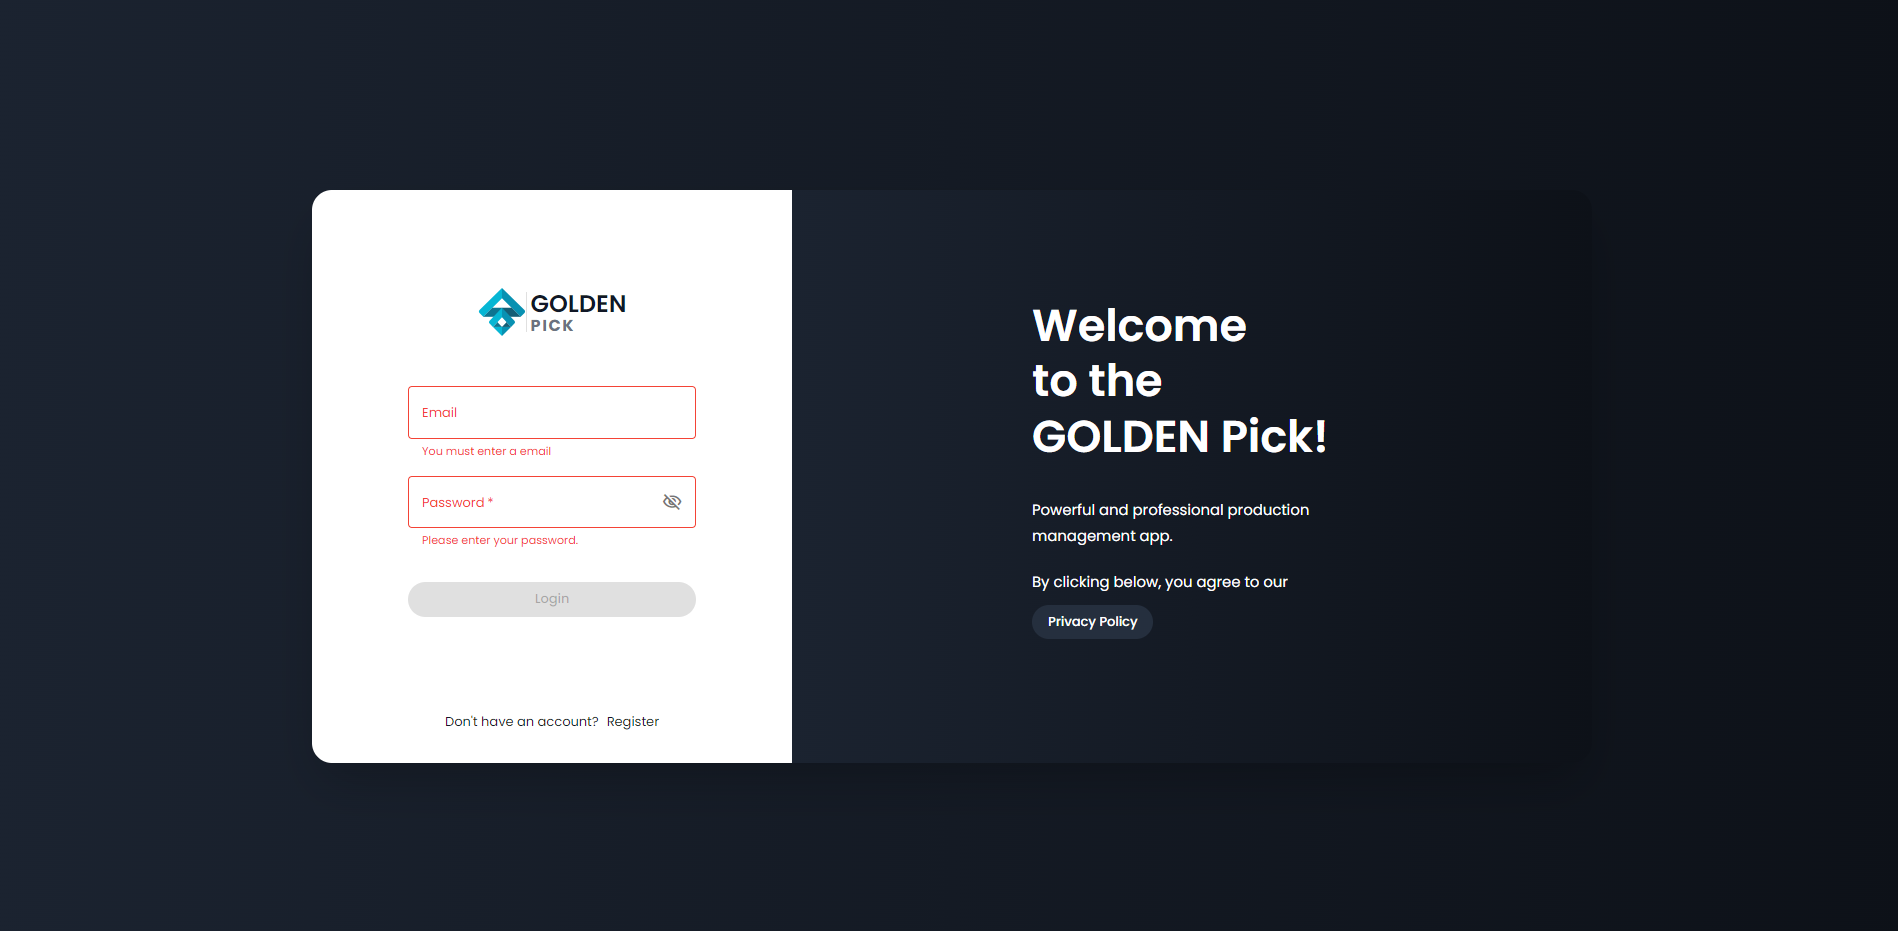 GOLDEN
PICK
Email
You must enter a email
Password *
Please enter your password.
Login
Don't have an account? Register
Welcome
to the
GOLDEN Pick!
Powerful and professional production
management app.
By clicking below, you agree to our
Privacy Policy